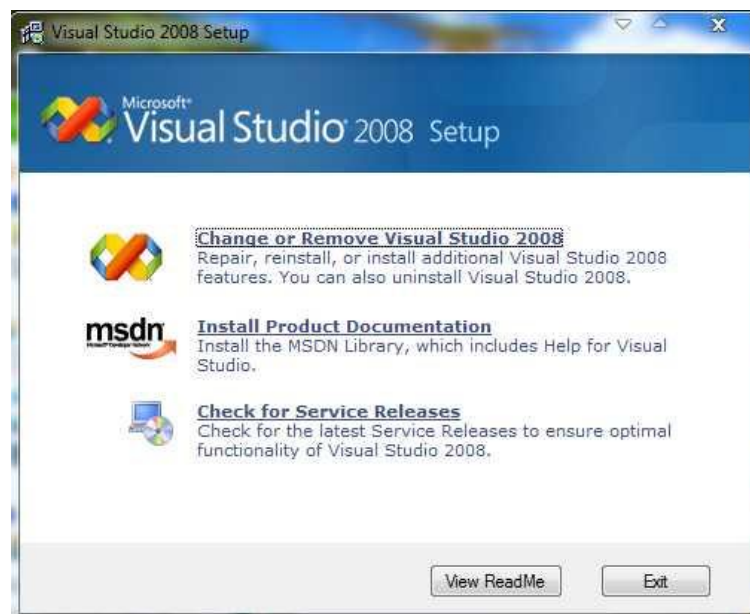 Visual Studio 2008 Setup
Microsoft®
Visual Studio® 2008 Setup
Change or Remove Visual Studio 2008
Repair, reinstall, or install additional Visual Studio 2008
features. You can also uninstall Visual Studio 2008.
msdn
Install Product Documentation
Install the MSDN Library, which includes Help for Visual
Studio.
Check for Service Releases
Check for the latest Service Releases to ensure optimal
functionality of Visual Studio 2008.
View ReadMe
Exit